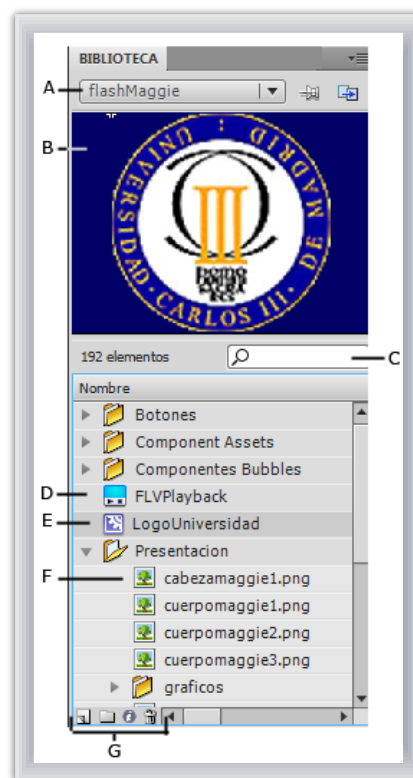 BIBLIOTECA
A
flashMaggie
B
UNIVERSIDAD · CARLOS III · DE MADRID :
192 elementos
C
Nombre
Botones
Component Assets
Componentes Bubbles
D
FLVPlayback
E
LogoUniversidad
Presentacion
F
cabezamaggie1.png
cuerpomaggie1.png
cuerpomaggie2.png
cuerpomaggie3.png
graficos
G